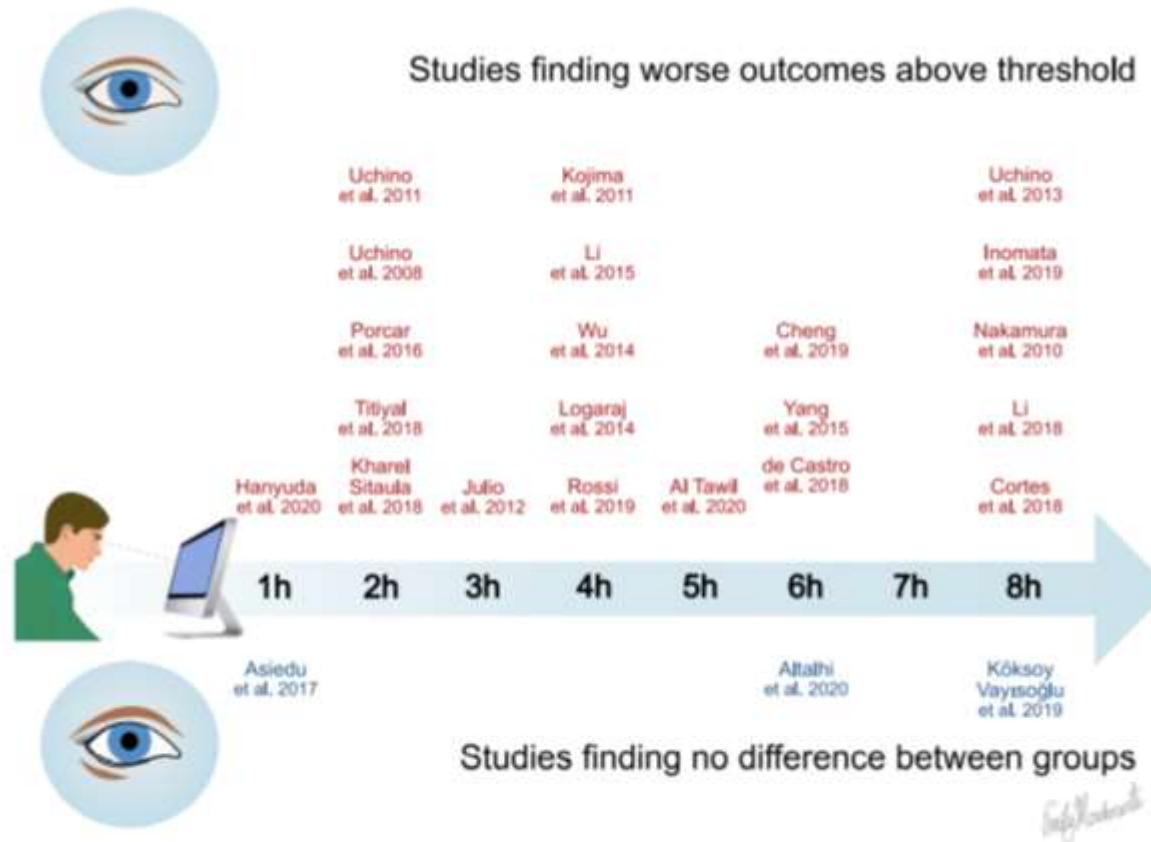 Studies finding worse outcomes above threshold
Uchino
et al. 2011
Kojima
et al. 2011
Uchino
et al. 2013
Uchino
et al. 2008
Li
et al. 2015
Inomata
et al. 2019
Porcar
et al. 2016
Wu
et al. 2014
Cheng
et al. 2019
Nakamura
et al. 2010
Titiyal
et al. 2018
Logaraj
et al. 2014
Yang
et al. 2015
Li
et al. 2018
Hanyuda
et al. 2020
Kharel
Sitaula
et al. 2018
Julio
et al. 2012
Rossi
et al. 2019
Al Tawil
et al. 2020
de Castro
et al. 2018
Cortes
et al. 2018
1h 2h 3h 4h 5h 6h 7h 8h
Asiedu
et al. 2017
Altalhi
et al. 2020
Köksoy
Vayısoğlu
et al. 2019
Studies finding no difference between groups